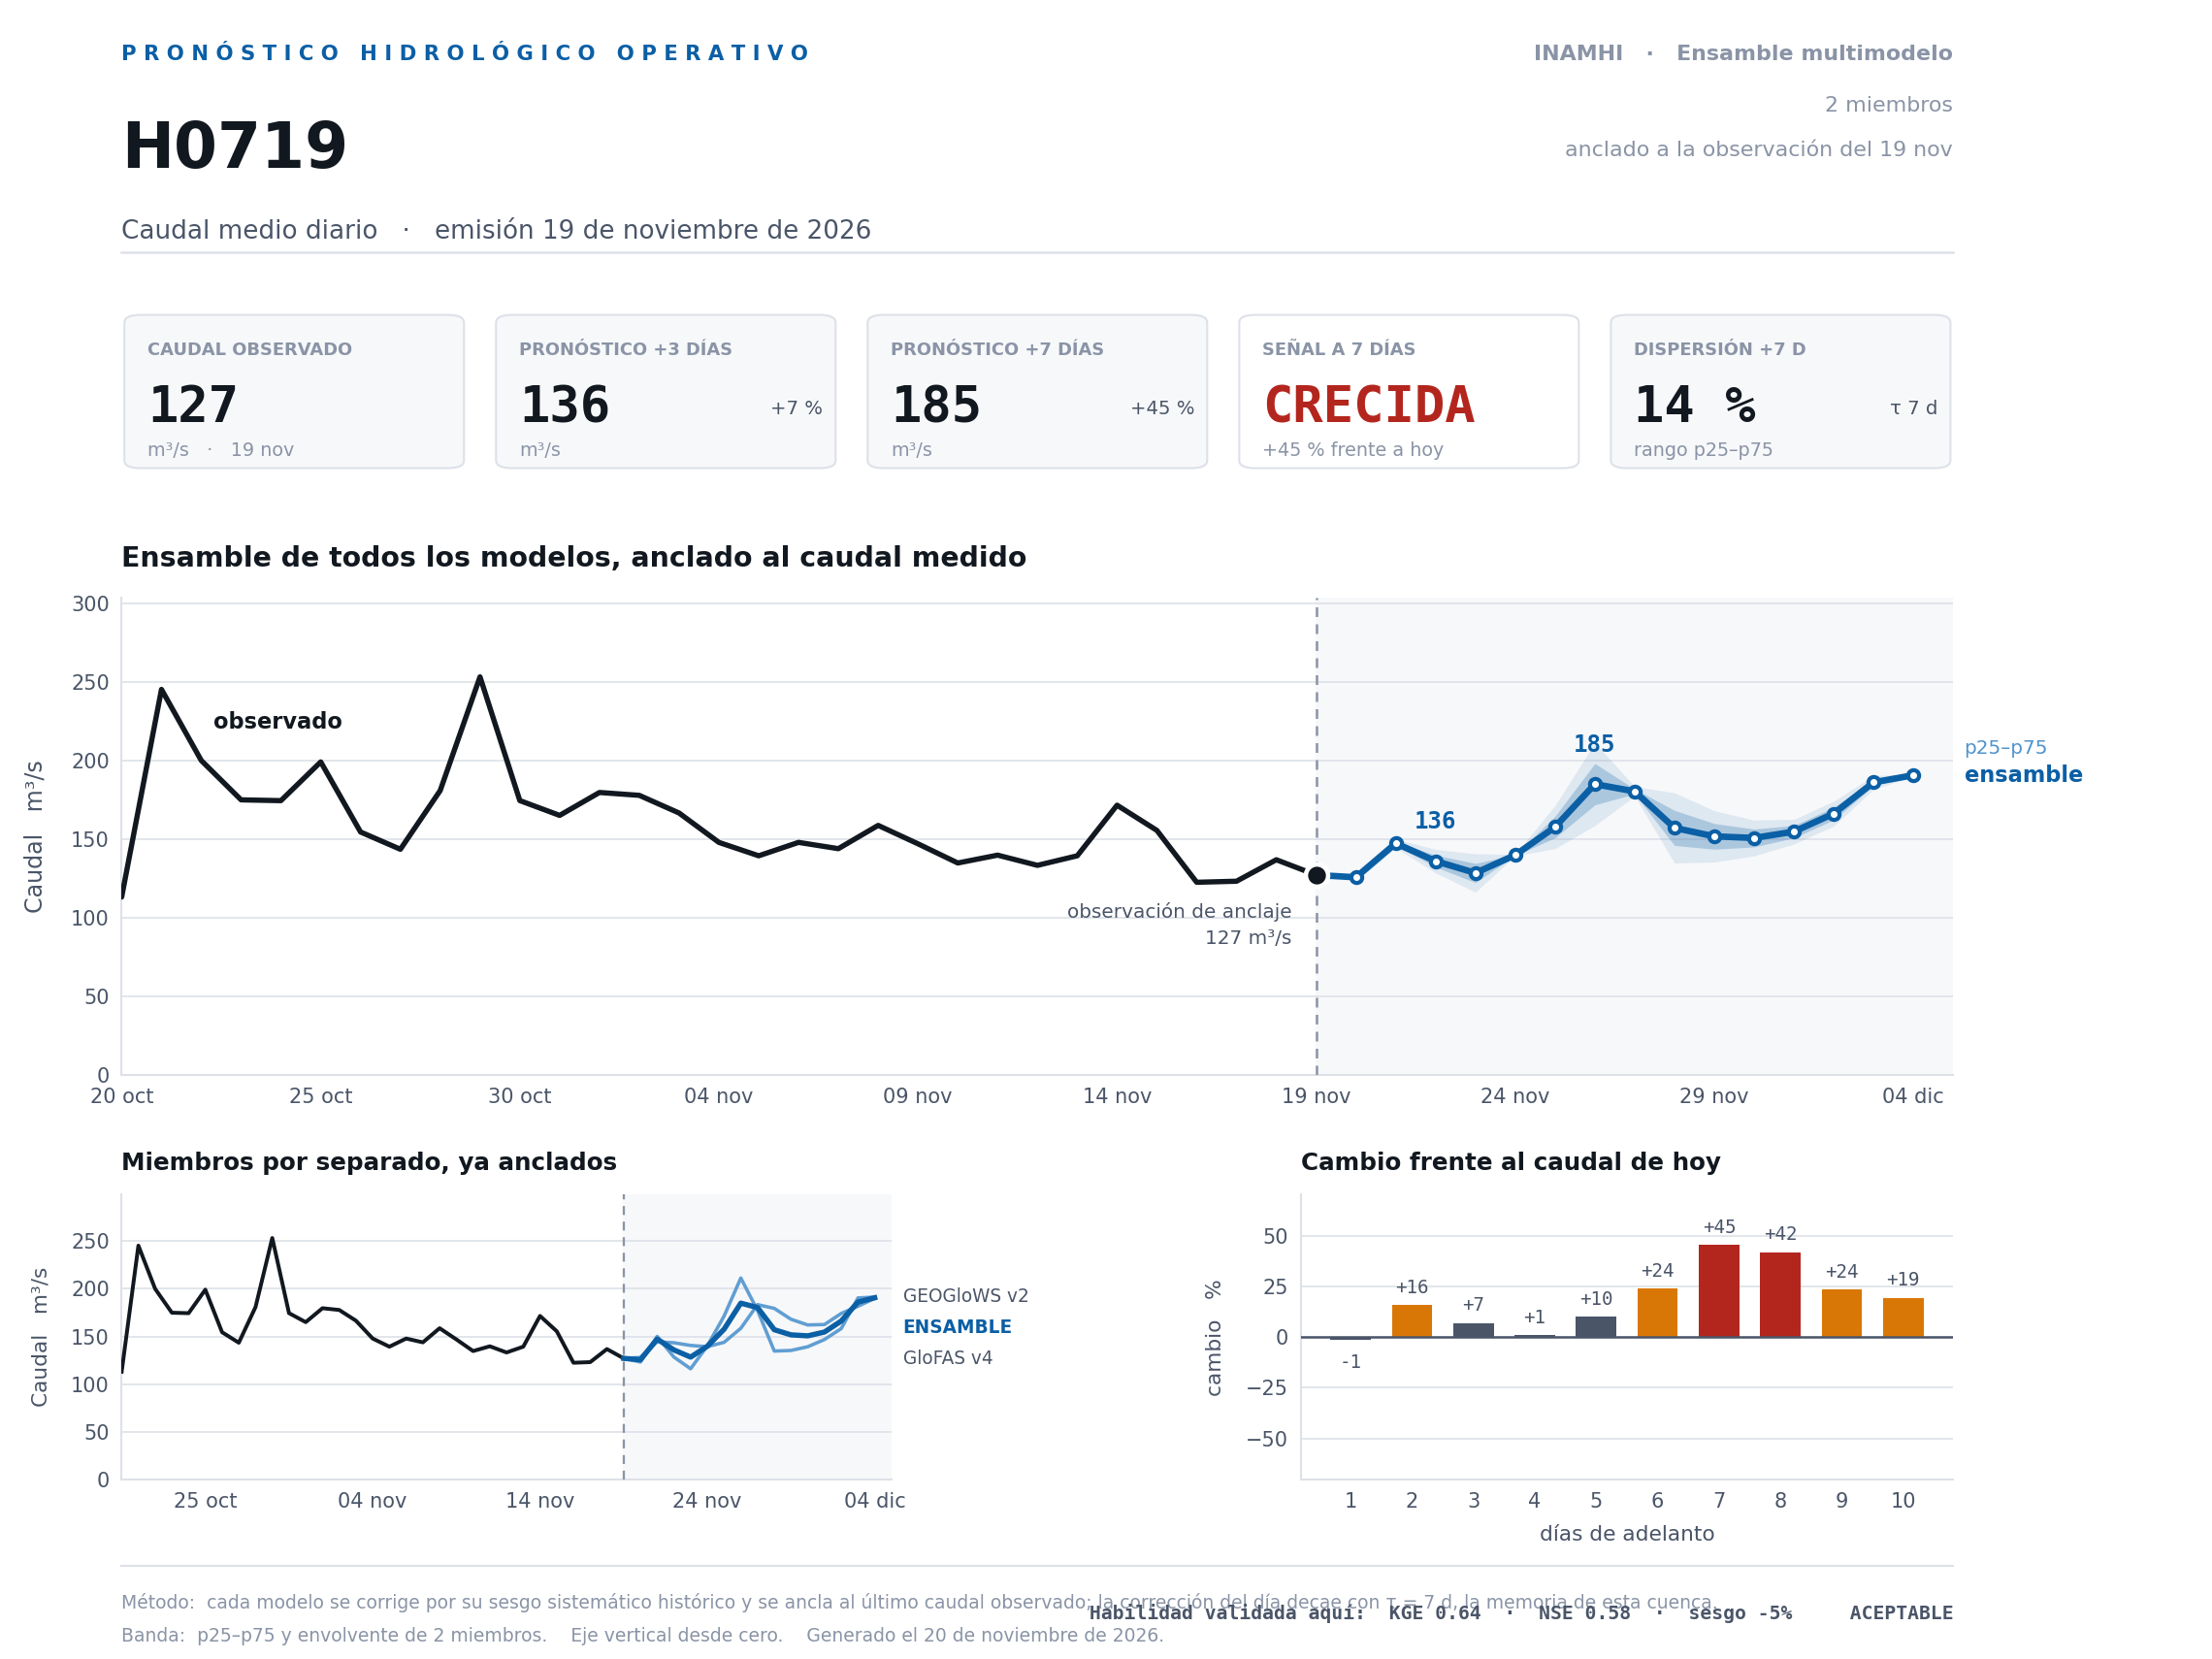 PRONÓSTICO HIDROLÓGICO OPERATIVO
INAMHI · Ensamble multimodelo
2 miembros
H0719
anclado a la observación del 19 nov
Caudal medio diario · emisión 19 de noviembre de 2026
CAUDAL OBSERVADO
127
m³/s · 19 nov
PRONÓSTICO +3 DÍAS
136
+7 %
m³/s
PRONÓSTICO +7 DÍAS
185
+45 %
m³/s
SEÑAL A 7 DÍAS
CRECIDA
+45 % frente a hoy
DISPERSIÓN +7 D
14 %
τ 7 d
rango p25–p75
Ensamble de todos los modelos, anclado al caudal medido
Caudal m³/s
300
250
200
150
100
50
0
observado
observación de anclaje
127 m³/s
136
185
p25–p75
ensamble
20 oct 25 oct 30 oct 04 nov 09 nov 14 nov 19 nov 24 nov 29 nov 04 dic
Miembros por separado, ya anclados
Caudal m³/s
250
200
150
100
50
0
GEOGloWS v2
ENSAMBLE
GloFAS v4
25 oct 04 nov 14 nov 24 nov 04 dic
Cambio frente al caudal de hoy
cambio %
50
25
0
−25
−50
-1
+16
+7
+1
+10
+24
+45
+42
+24
+19
1 2 3 4 5 6 7 8 9 10
días de adelanto
Método: cada modelo se corrige por su sesgo sistemático histórico y se ancla al último caudal observado; la corrección del día decae con τ = 7 d, la memoria de esta cuenca.
Habilidad validada aquí: KGE 0.64 · NSE 0.58 · sesgo -5% ACEPTABLE
Banda: p25–p75 y envolvente de 2 miembros. Eje vertical desde cero. Generado el 20 de noviembre de 2026.